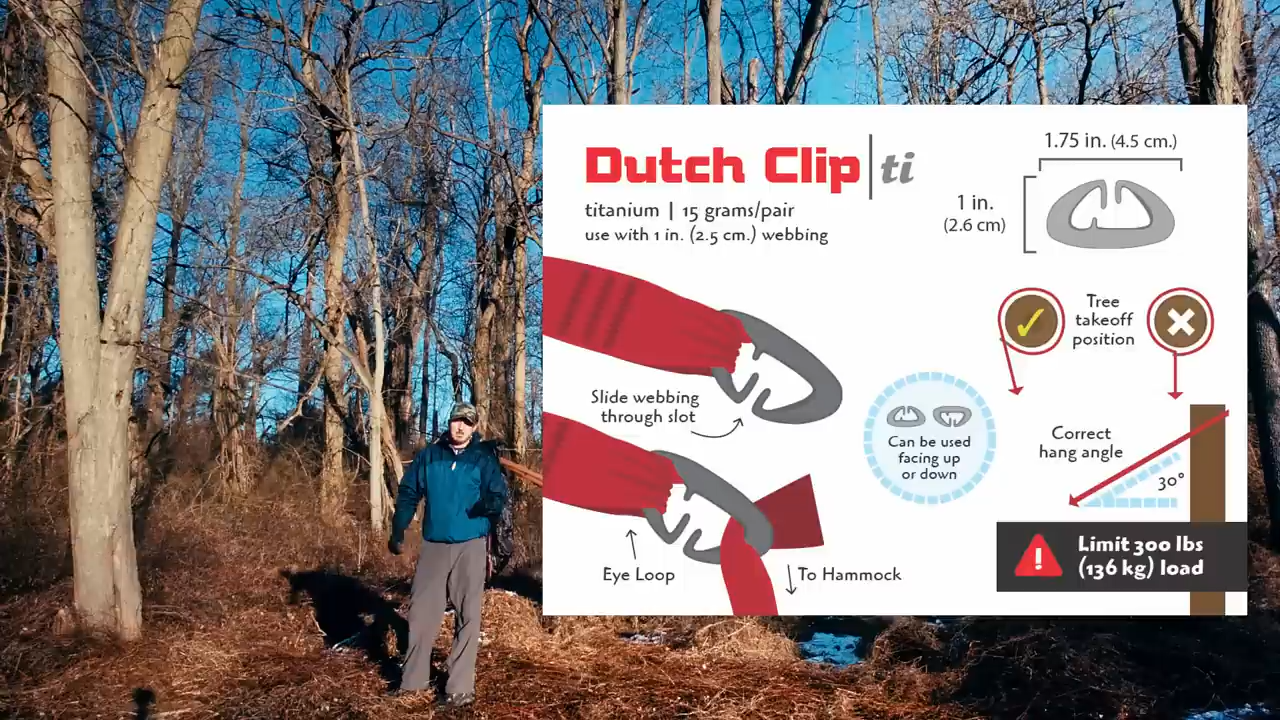 Dutch Clip | ti
titanium | 15 grams/pair
use with 1 in. (2.5 cm.) webbing
1.75 in. (4.5 cm.)
1 in.
(2.6 cm)
Tree
takeoff
position
Slide webbing
through slot
Can be used
facing up
or down
Correct
hang angle
30°
Eye Loop
To Hammock
Limit 300 lbs
(136 kg) load